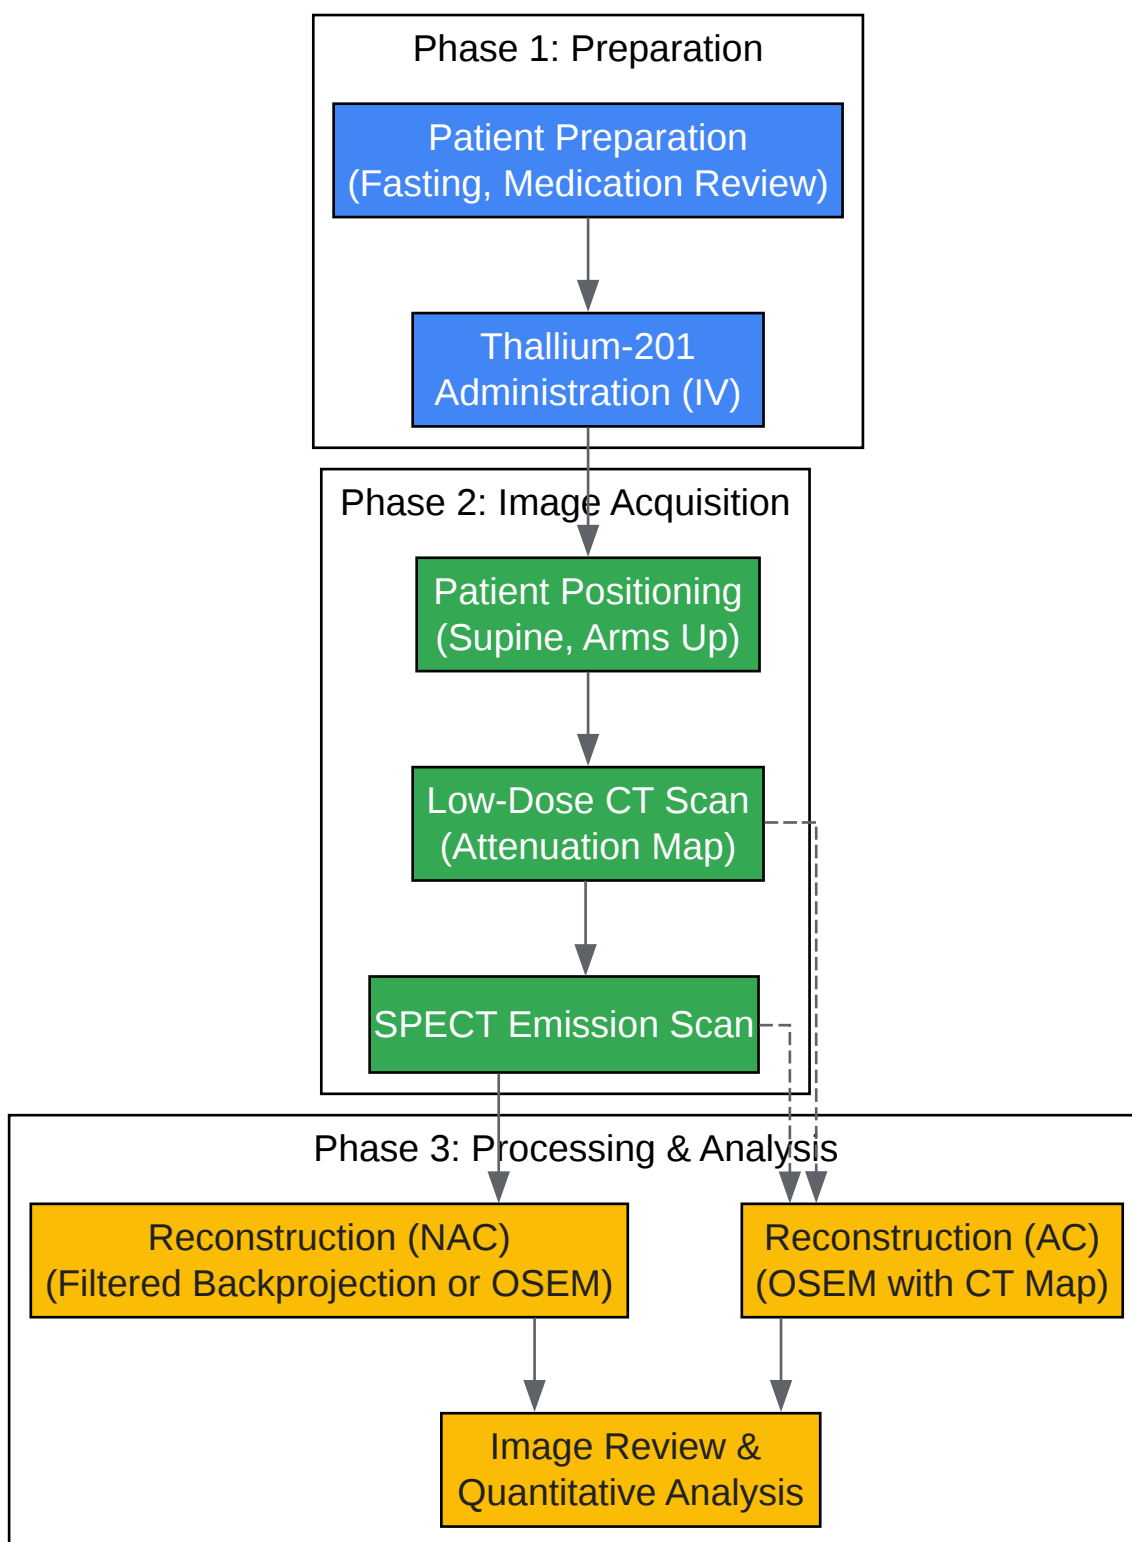 Phase 1: Preparation
Patient Preparation
(Fasting, Medication Review)
Thallium-201
Administration (IV)
Phase 2: Image Acquisition
Patient Positioning
(Supine, Arms Up)
Low-Dose CT Scan
(Attenuation Map)
SPECT Emission Scan
Phase 3: Processing & Analysis
Reconstruction (NAC)
(Filtered Backprojection or OSEM)
Reconstruction (AC)
(OSEM with CT Map)
Image Review &
Quantitative Analysis